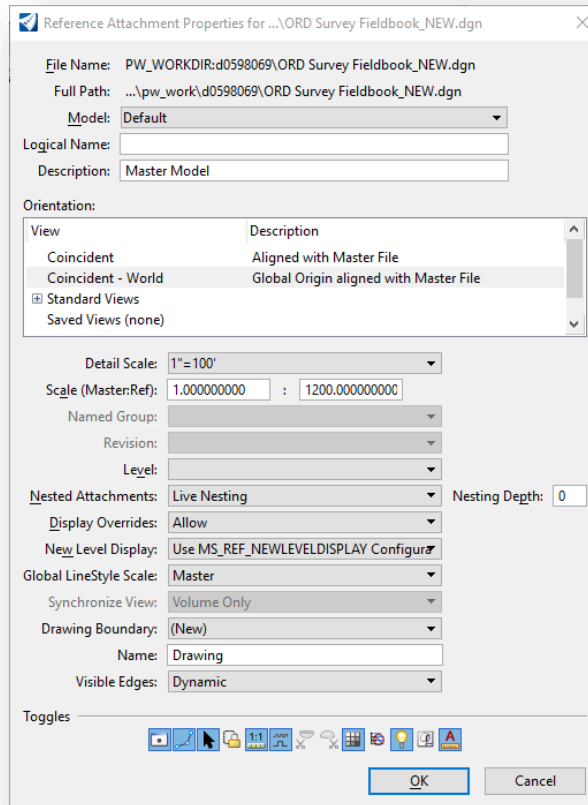 Reference Attachment Properties for ...\ORD Survey Fieldbook_NEW.dgn
File Name: PW_WORKDIR:d0598069\ORD Survey Fieldbook_NEW.dgn
Full Path: ...\pw_work\d0598069\ORD Survey Fieldbook_NEW.dgn
Model: Default
Logical Name:
Description: Master Model
Orientation:
View Description
Coincident Aligned with Master File
Coincident - World Global Origin aligned with Master File
Standard Views
Saved Views (none)
Detail Scale: 1"=100'
Scale (Master:Ref): 1.000000000 : 1200.000000000
Named Group:
Revision:
Level:
Nested Attachments: Live Nesting Nesting Depth: 0
Display Overrides: Allow
New Level Display: Use MS_REF_NEWLEVELDISPLAY Configura
Global LineStyle Scale: Master
Synchronize View: Volume Only
Drawing Boundary: (New)
Name: Drawing
Visible Edges: Dynamic
Toggles
1:1 A
OK Cancel